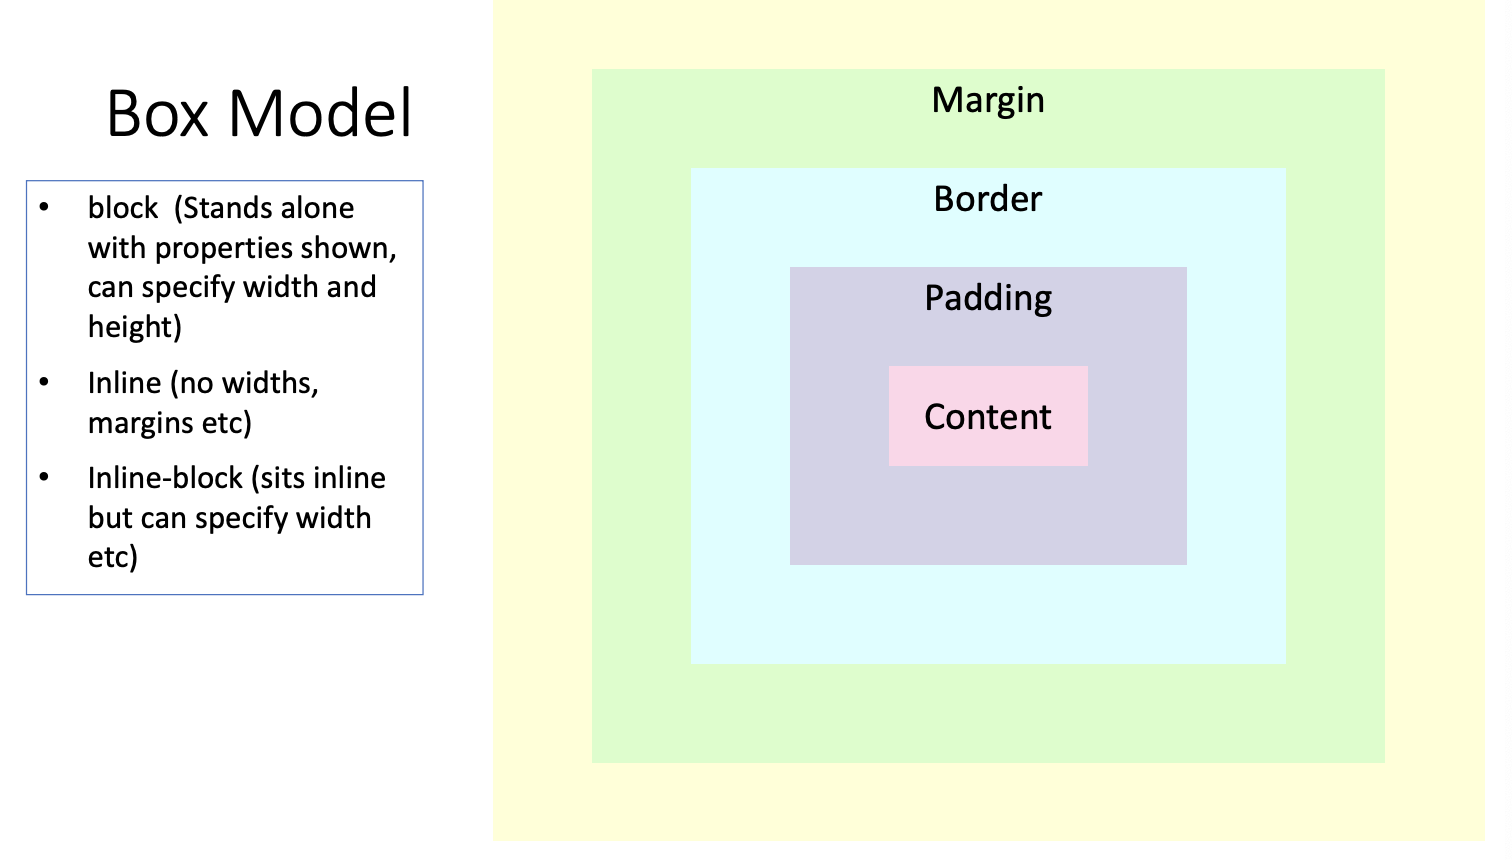 Box Model
• block  (Stands alone
with properties shown,
can specify width and
height)
• Inline (no widths,
margins etc)
• Inline-block (sits inline
but can specify width
etc)
Margin
Border
Padding
Content